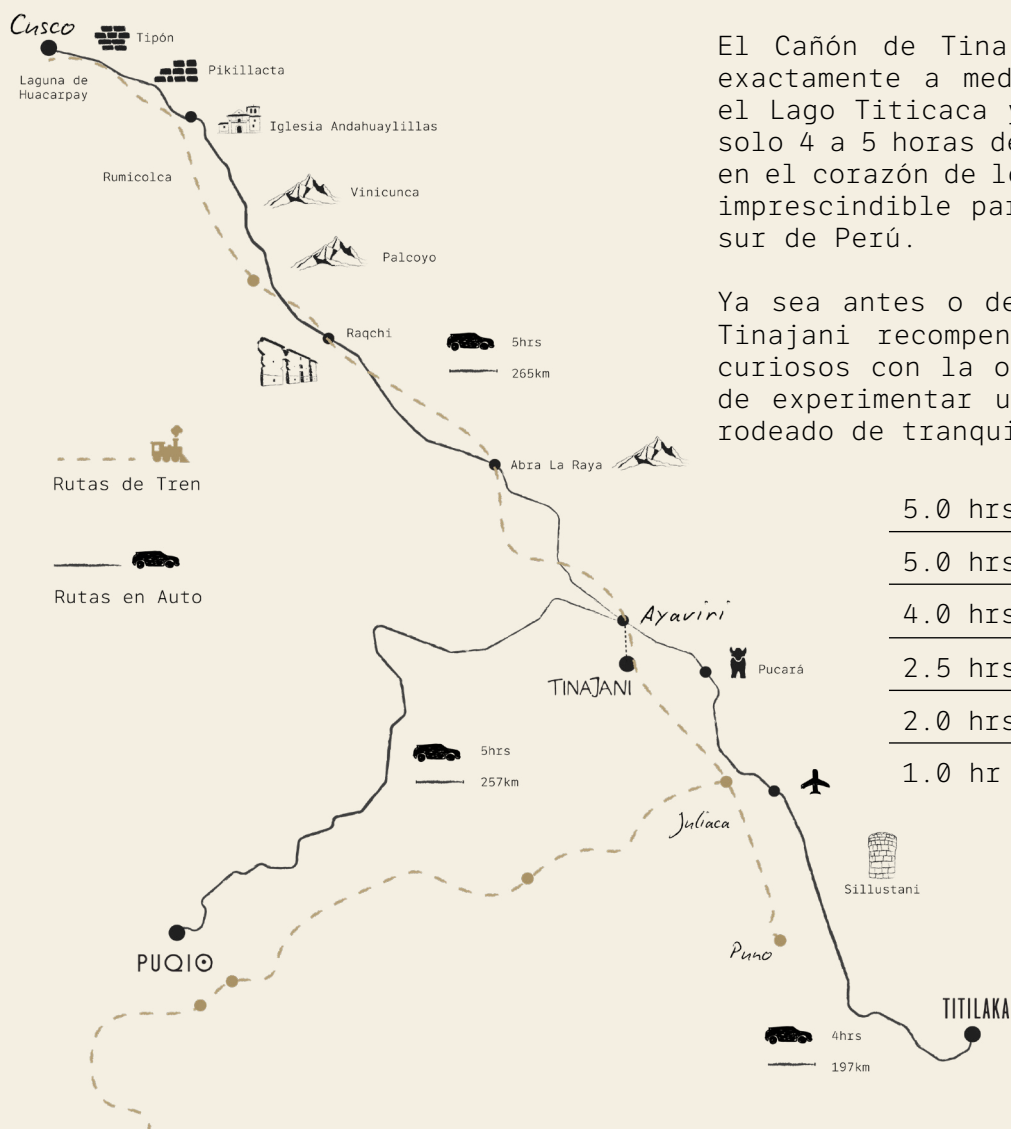 Cusco
Tipón
Pikillacta
Laguna de
Huacarpay
Iglesia Andahuaylillas
Rumicolca
Vinicunca
Palcoyo
Raqchi
5hrs
265km
Abra La Raya
Rutas de Tren
Rutas en Auto
Ayaviri
TINAJANI
Pucará
5hrs
257km
Juliaca
Sillustani
PUQIO
Puno
TITILAKA
4hrs
197km
El Cañón de Tina
exactamente a med
el Lago Titicaca y
solo 4 a 5 horas de
en el corazón de lo
imprescindible par
sur de Perú.
Ya sea antes o de
Tinajani recompen
curiosos con la o
de experimentar u
rodeado de tranqui
5.0 hrs
5.0 hrs
4.0 hrs
2.5 hrs
2.0 hrs
1.0 hr